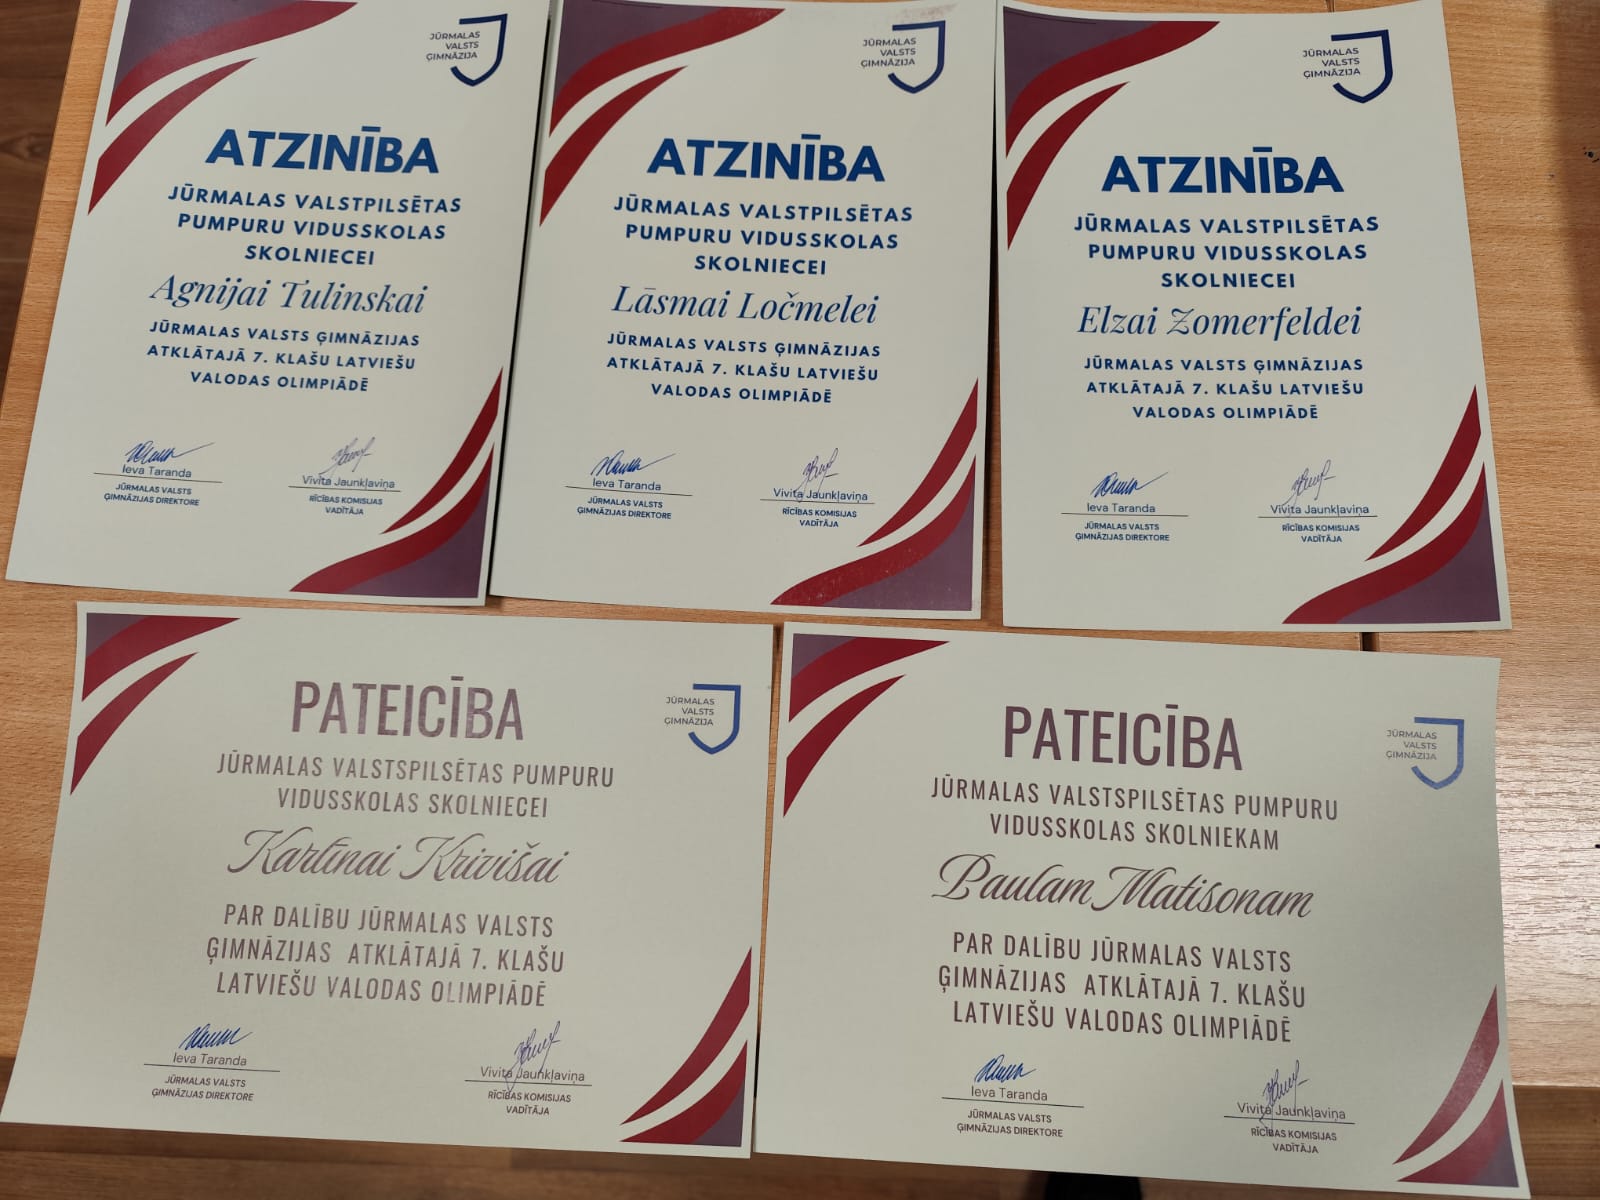 JŪRMALAS
VALSTS
ĢIMNĀZIJA
ATZINĪBA
JŪRMALAS VALSTPILSĒTAS
PUMPURU VIDUSSKOLAS
SKOLNIECEI
Agnijai Tulinskai
JŪRMALAS VALSTS ĢIMNĀZIJAS
ATKLĀTAJĀ 7. KLAŠU LATVIEŠU
VALODAS OLIMPIĀDĒ
Ieva Taranda
JŪRMALAS VALSTS
ĢIMNĀZIJAS DIREKTORE
Vivita Jaunkļaviņa
RĪCĪBAS KOMISIJAS
VADĪTĀJA
JŪRMALAS
VALSTS
ĢIMNĀZIJA
ATZINĪBA
JŪRMALAS VALSTPILSĒTAS
PUMPURU VIDUSSKOLAS
SKOLNIECEI
Lāsmai Ločmelei
JŪRMALAS VALSTS ĢIMNĀZIJAS
ATKLĀTAJĀ 7. KLAŠU LATVIEŠU
VALODAS OLIMPIĀDĒ
Ieva Taranda
JŪRMALAS VALSTS
ĢIMNĀZIJAS DIREKTORE
Vivita Jaunkļaviņa
RĪCĪBAS KOMISIJAS
VADĪTĀJA
JŪRMALAS
VALSTS
ĢIMNĀZIJA
ATZINĪBA
JŪRMALAS VALSTPILSĒTAS
PUMPURU VIDUSSKOLAS
SKOLNIECEI
Elzai Zomerfeldei
JŪRMALAS VALSTS ĢIMNĀZIJAS
ATKLĀTAJĀ 7. KLAŠU LATVIEŠU
VALODAS OLIMPIĀDĒ
Ieva Taranda
JŪRMALAS VALSTS
ĢIMNĀZIJAS DIREKTORE
Vivita Jaunkļaviņa
RĪCĪBAS KOMISIJAS
VADĪTĀJA
JŪRMALAS
VALSTS
ĢIMNĀZIJA
PATEICĪBA
JŪRMALAS VALSTSPILSĒTAS PUMPURU
VIDUSSKOLAS SKOLNIECEI
Karlīnai Krivišai
PAR DALĪBU JŪRMALAS VALSTS
ĢIMNĀZIJAS ATKLĀTAJĀ 7. KLAŠU
LATVIEŠU VALODAS OLIMPIĀDĒ
Ieva Taranda
JŪRMALAS VALSTS
ĢIMNĀZIJAS DIREKTORE
Vivita Jaunkļaviņa
RĪCĪBAS KOMISIJAS
VADĪTĀJA
JŪRMALAS
VALSTS
ĢIMNĀZIJA
PATEICĪBA
JŪRMALAS VALSTSPILSĒTAS PUMPURU
VIDUSSKOLAS SKOLNIEKAM
Paulam Matisonam
PAR DALĪBU JŪRMALAS VALSTS
ĢIMNĀZIJAS ATKLĀTAJĀ 7. KLAŠU
LATVIEŠU VALODAS OLIMPIĀDĒ
Ieva Taranda
JŪRMALAS VALSTS
ĢIMNĀZIJAS DIREKTORE
Vivita Jaunkļaviņa
RĪCĪBAS KOMISIJAS
VADĪTĀJA